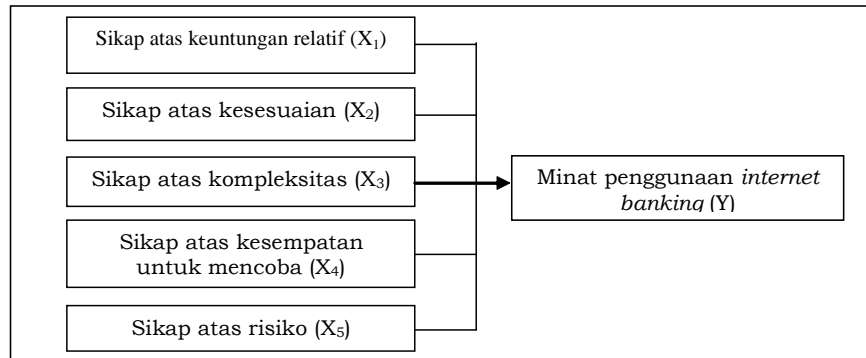 Sikap atas keuntungan relatif (X₁)
Sikap atas kesesuaian (X₂)
Sikap atas kompleksitas (X₃)
Minat penggunaan internet
banking (Y)
Sikap atas kesempatan
untuk mencoba (X₄)
Sikap atas risiko (X₅)